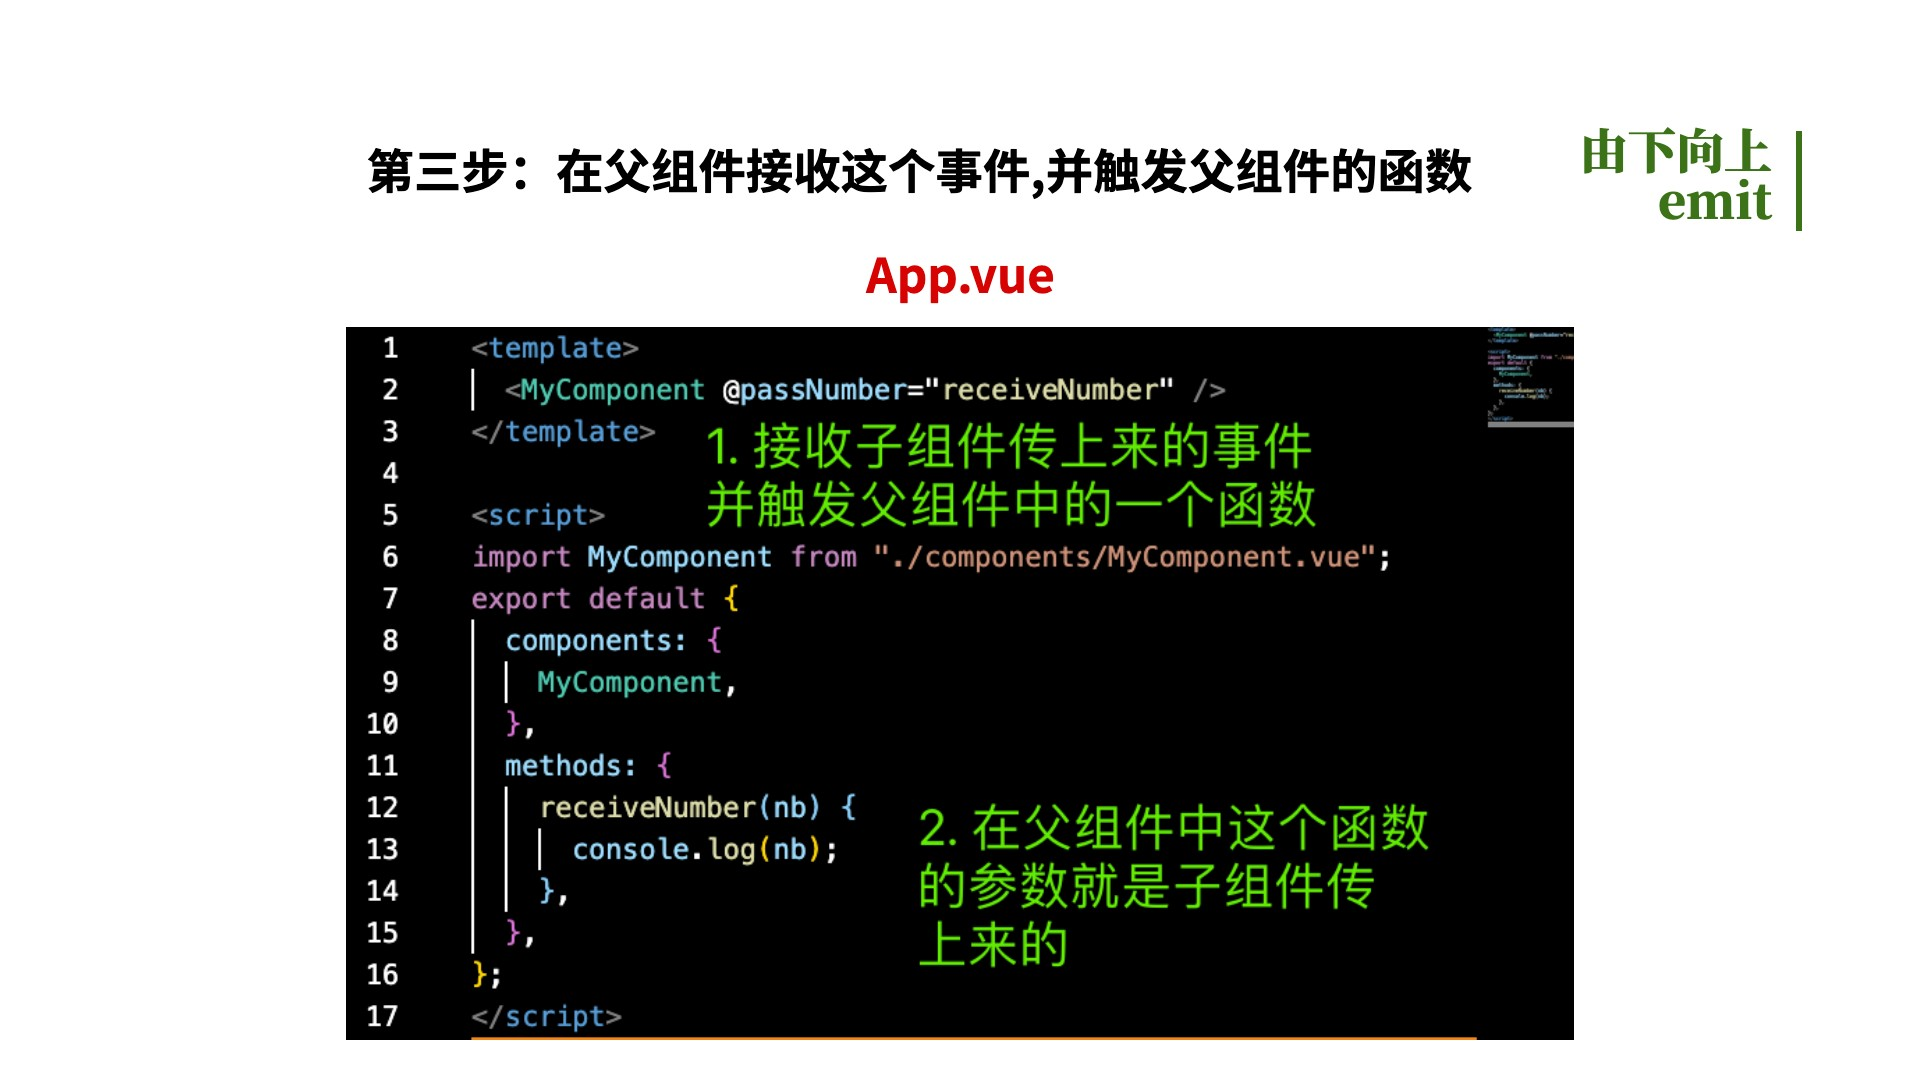 第三步：在父组件接收这个事件,并触发父组件的函数
由下向上
emit
App.vue
1 <template>
2 <MyComponent @passNumber="receiveNumber" />
3 </template>
1. 接收子组件传上来的事件
4
并触发父组件中的一个函数
5 <script>
6 import MyComponent from "./components/MyComponent.vue";
7 export default {
8 components: {
9 MyComponent,
10 },
11 methods: {
12 receiveNumber(nb) {
13 console.log(nb);
14 },
15 },
16 };
17 </script>
2. 在父组件中这个函数
的参数就是子组件传
上来的